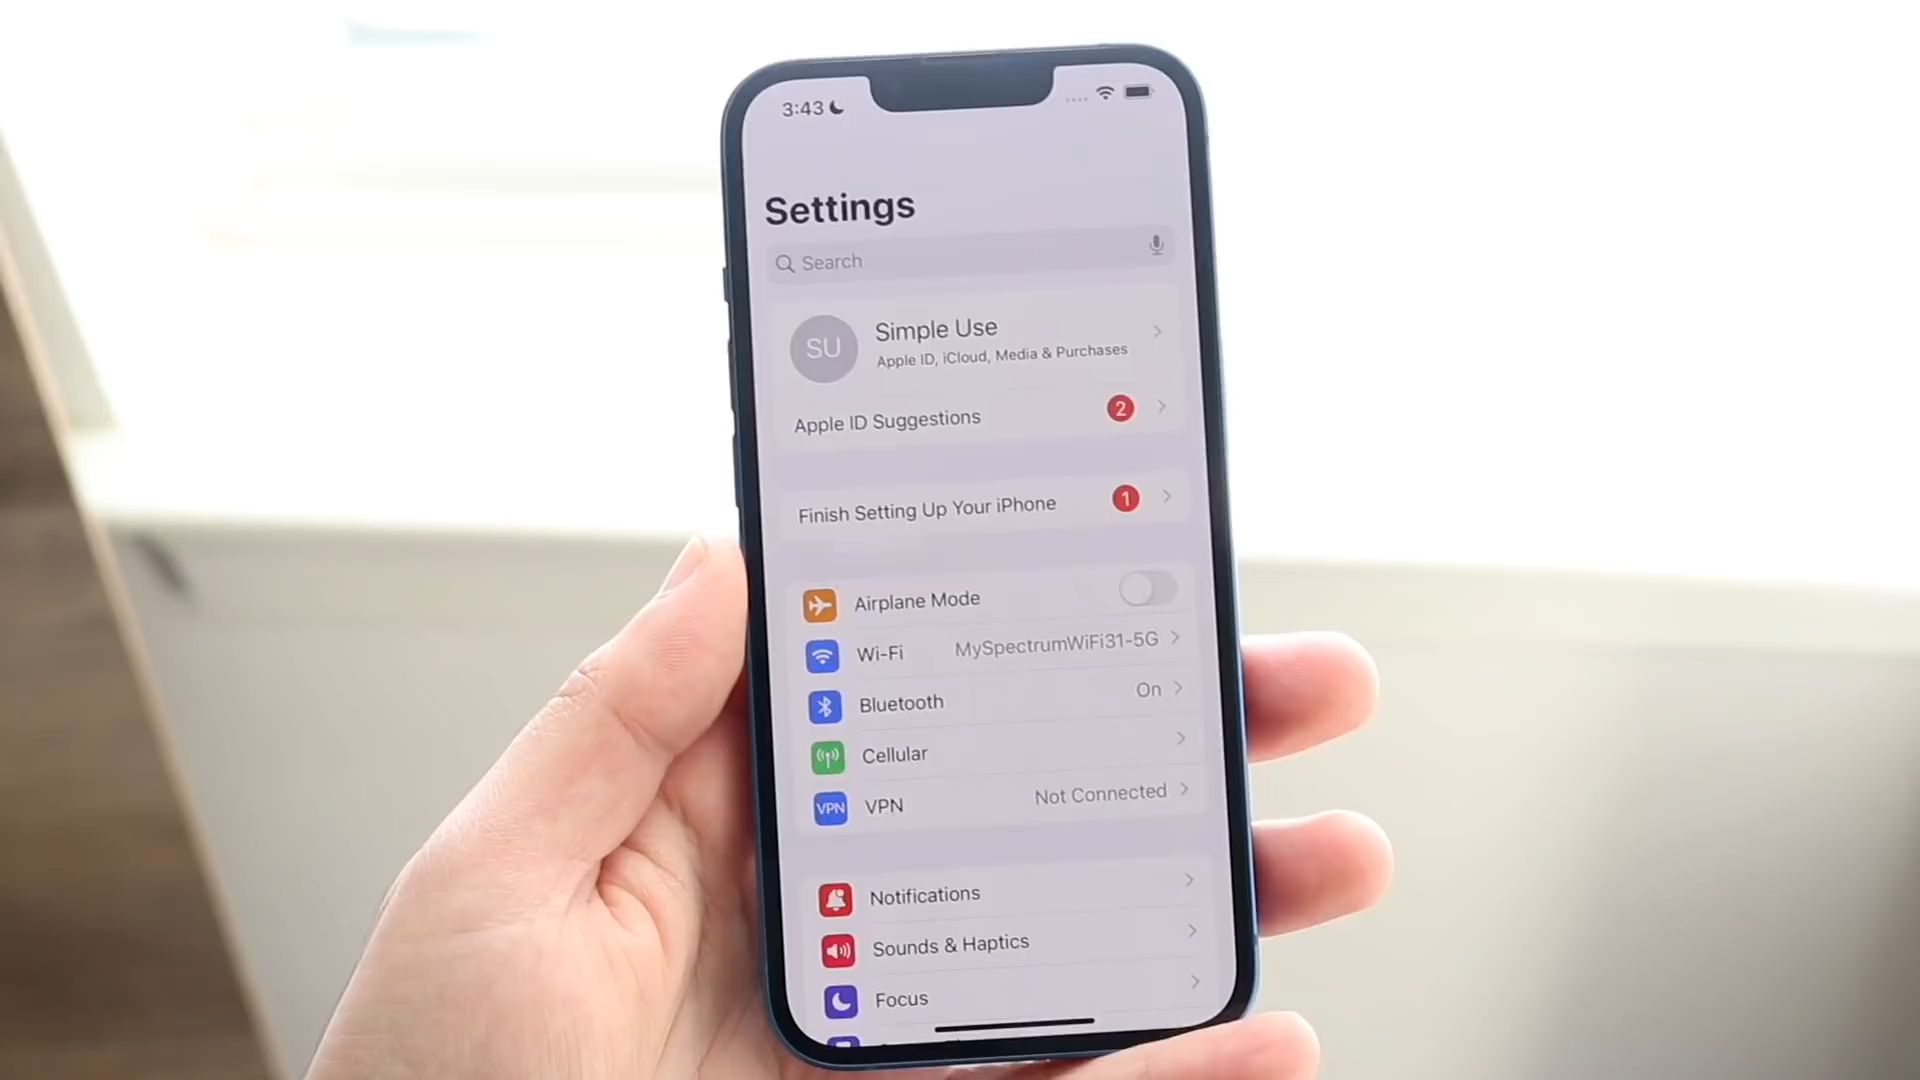 3:43
Settings
Search
SU
Simple Use
Apple ID, iCloud, Media & Purchases
Apple ID Suggestions 2
Finish Setting Up Your iPhone 1
Airplane Mode
Wi-Fi MySpectrumWiFi31-5G
Bluetooth On
Cellular
VPN VPN Not Connected
Notifications
Sounds & Haptics
Focus